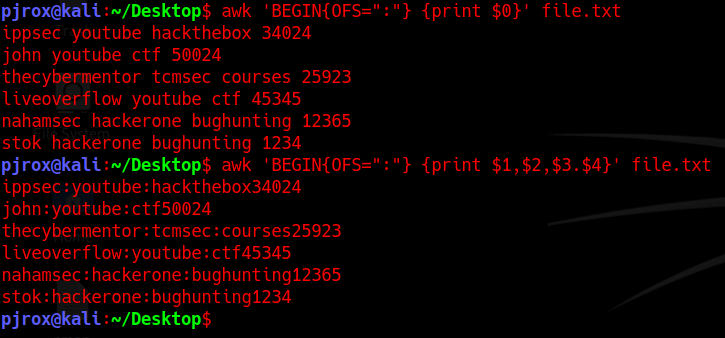 pjrox@kali:~/Desktop$ awk 'BEGIN{OFS=":"} {print $0}' file.txt
ippsec youtube hackthebox 34024
john youtube ctf 50024
thecybermentor tcmsec courses 25923
liveoverflow youtube ctf 45345
nahamsec hackerone bughunting 12365
stok hackerone bughunting 1234
pjrox@kali:~/Desktop$ awk 'BEGIN{OFS=":"} {print $1,$2,$3.$4}' file.txt
ippsec:youtube:hackthebox34024
john:youtube:ctf50024
thecybermentor:tcmsec:courses25923
liveoverflow:youtube:ctf45345
nahamsec:hackerone:bughunting12365
stok:hackerone:bughunting1234
pjrox@kali:~/Desktop$